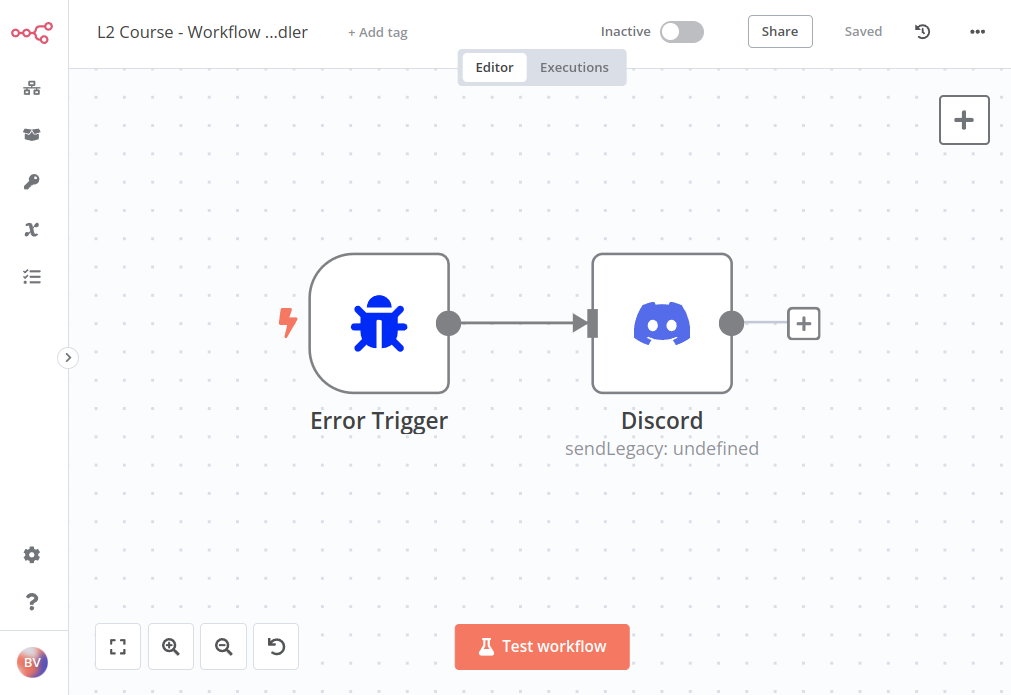 L2 Course - Workflow ...dler
+ Add tag
Inactive
Share
Saved
Editor
Executions
Error Trigger
Discord
sendLegacy: undefined
Test workflow
BV